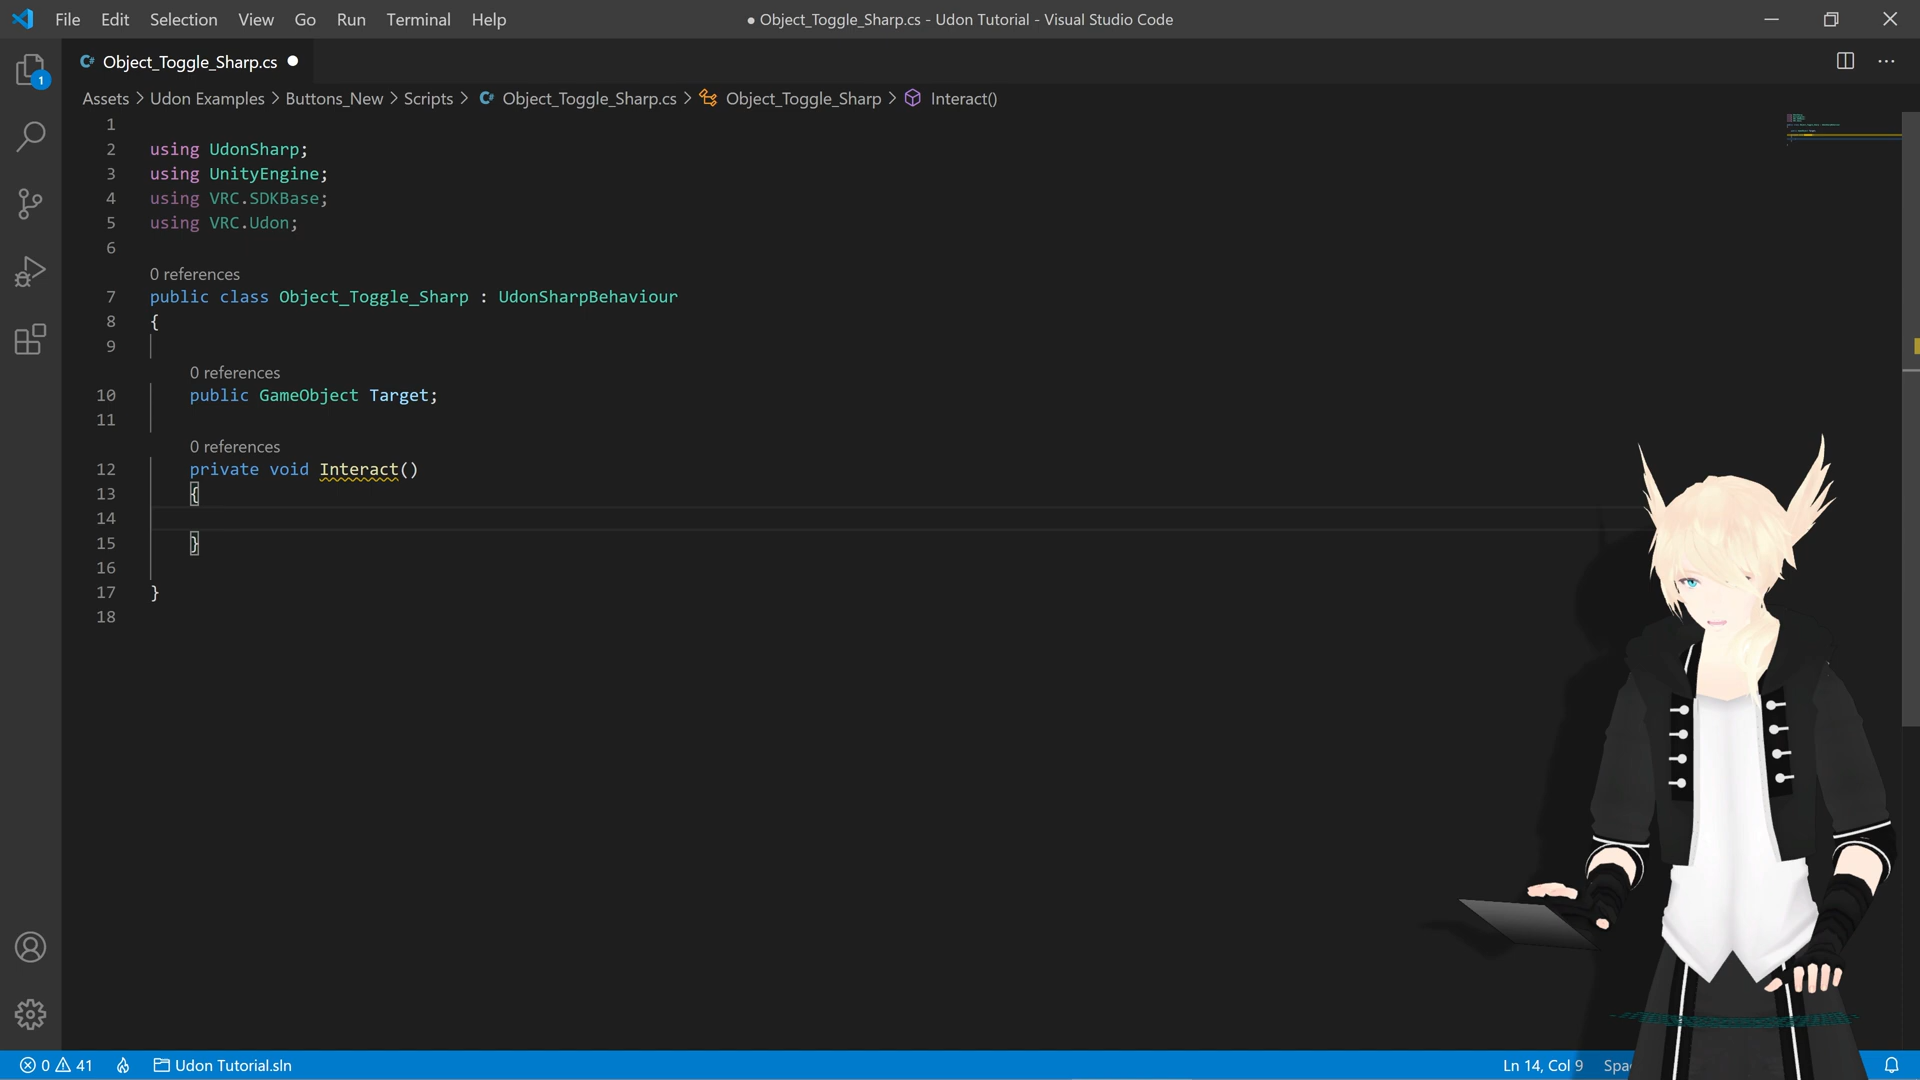 File Edit Selection View Go Run Terminal Help
● Object_Toggle_Sharp.cs - Udon Tutorial - Visual Studio Code
Object_Toggle_Sharp.cs
Assets > Udon Examples > Buttons_New > Scripts > Object_Toggle_Sharp.cs > Object_Toggle_Sharp > Interact()
1
1
2 using UdonSharp;
3 using UnityEngine;
4 using VRC.SDKBase;
5 using VRC.Udon;
6
0 references
7 public class Object_Toggle_Sharp : UdonSharpBehaviour
8 {
9
0 references
10 public GameObject Target;
11
0 references
12 private void Interact()
13 {
14
15 }
16
17 }
18
0 41 Udon Tutorial.sln
Ln 14, Col 9